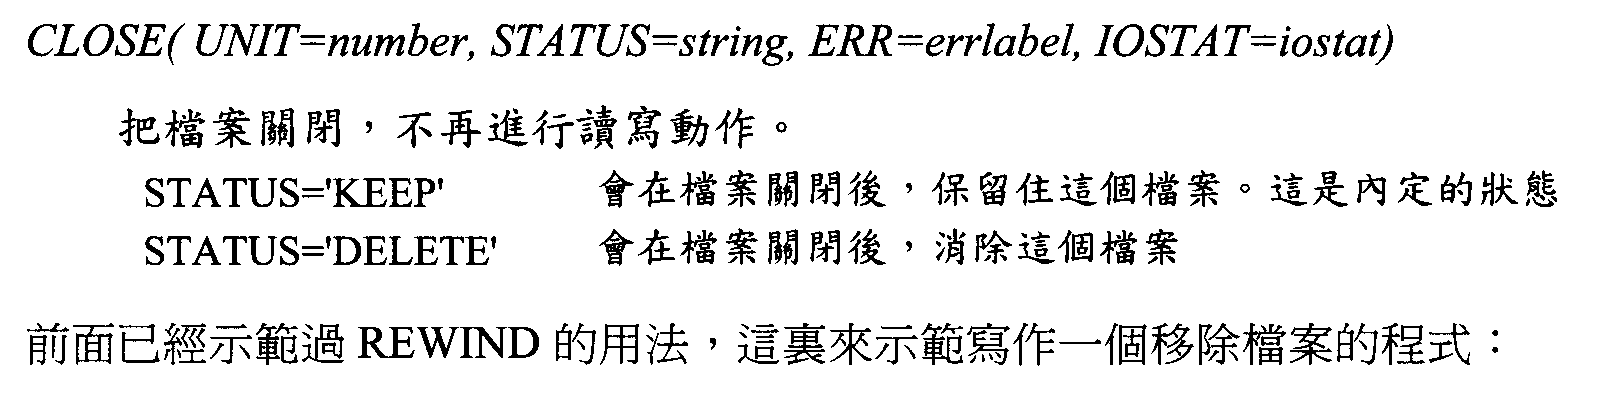 CLOSE( UNIT=number, STATUS=string, ERR=errlabel, IOSTAT=iostat)
把檔案關閉，不再進行讀寫動作。
STATUS='KEEP' 會在檔案關閉後，保留住這個檔案。這是內定的狀態
STATUS='DELETE' 會在檔案關閉後，消除這個檔案
前面已經示範過 REWIND 的用法，這裏來示範寫作一個移除檔案的程式：